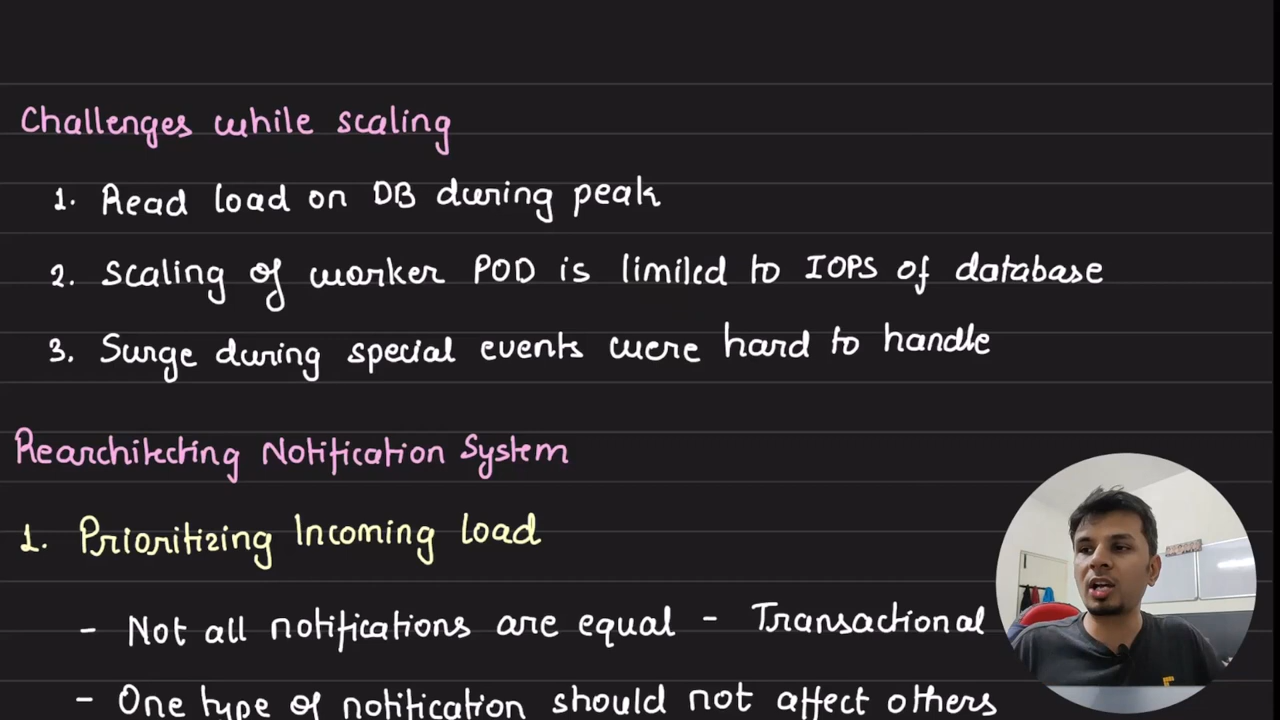 Challenges while scaling
1. Read load on DB during peak
2. Scaling of worker POD is limited to IOPS of database
3. Surge during special events were hard to handle
Rearchitecting Notification System
1. Prioritizing Incoming load
- Not all notifications are equal - Transactional
- One type of notification should not affect others